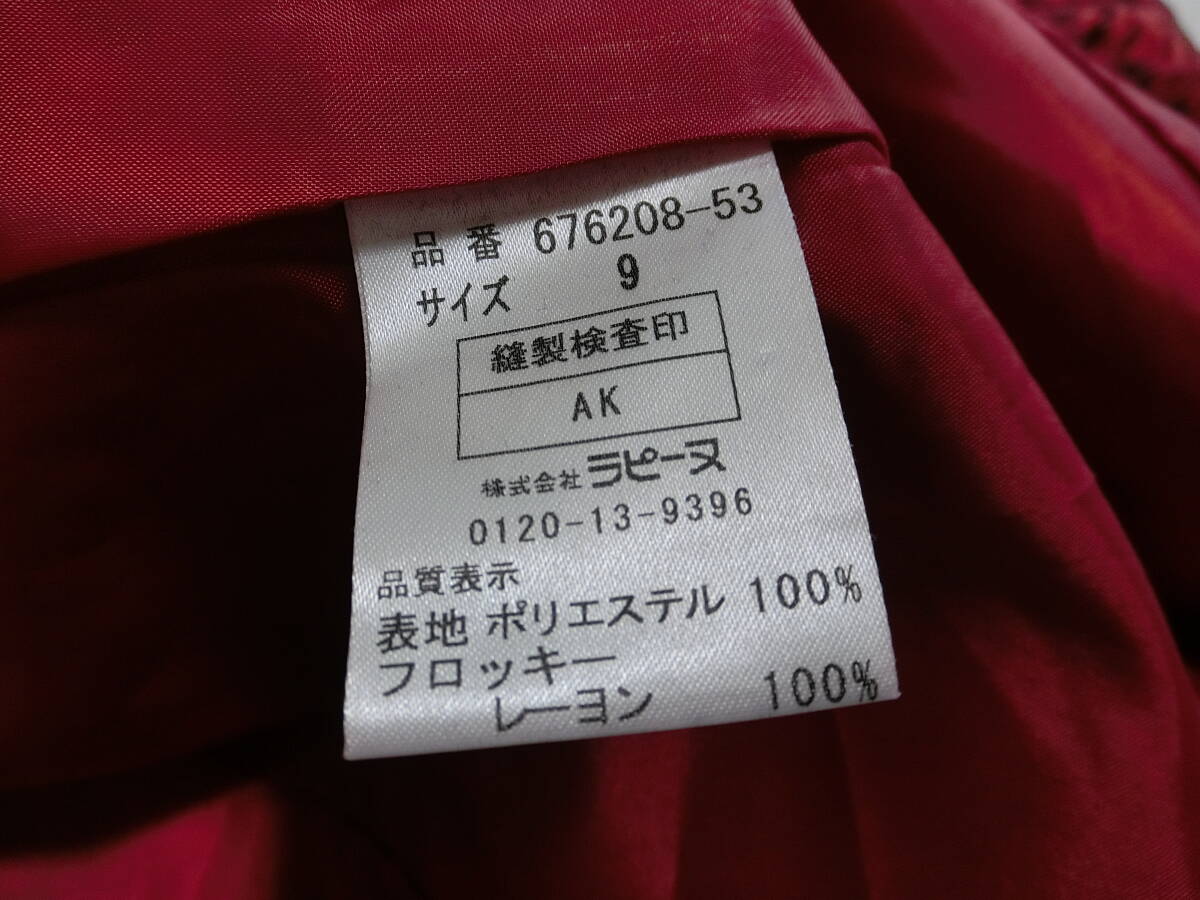 品 番 676208-53
サイズ 9
縫製検査印
AK
株式会社 ラピーヌ
0120-13-9396
品質表示
表地 ポリエステル 100%
フロッキー
レーヨン 100%